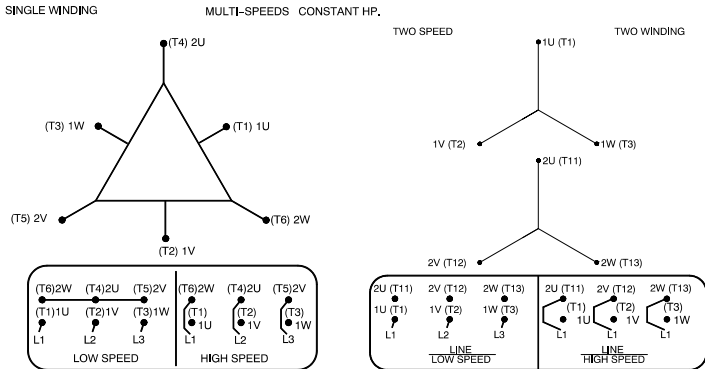 SINGLE WINDING
MULTI-SPEEDS CONSTANT HP.
(T4) 2U
(T3) 1W
(T1) 1U
(T5) 2V
(T6) 2W
(T2) 1V
(T6)2W (T4)2U (T5)2V
(T1)1U (T2)1V (T3)1W
L1 L2 L3
LOW SPEED
(T6)2W (T4)2U (T5)2V
(T1) (T2) (T3)
1U 1V 1W
L1 L2 L3
HIGH SPEED
TWO SPEED
TWO WINDING
1U (T1)
1V (T2)
1W (T3)
2U (T11)
2V (T12)
2W (T13)
2U (T11) 2V (T12) 2W (T13)
1U (T1) 1V (T2) 1W (T3)
L1 L2 L3
LINE
LOW SPEED
2U (T11) 2V (T12) 2W (T13)
(T1) (T2) (T3)
1U 1V 1W
L1 L1 L1
LINE
HIGH SPEED